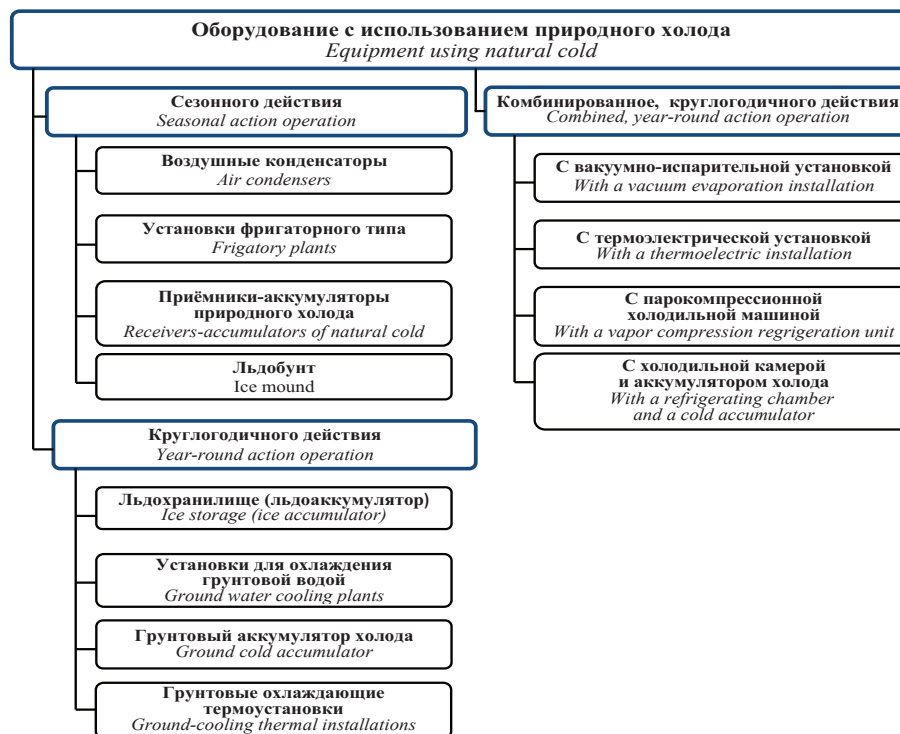 Оборудование с использованием природного холода
Equipment using natural cold
Сезонного действия
Seasonal action operation
Воздушные конденсаторы
Air condensers
Установки фригаторного типа
Frigatory plants
Приёмники-аккумуляторы
природного холода
Receivers-accumulators of natural cold
Льдобунт
Ice mound
Круглогодичного действия
Year-round action operation
Льдохранилище (льдоаккумулятор)
Ice storage (ice accumulator)
Установки для охлаждения
грунтовой водой
Ground water cooling plants
Грунтовый аккумулятор холода
Ground cold accumulator
Грунтовые охлаждающие
термоустановки
Ground-cooling thermal installations
Комбинированное, круглогодичного действия
Combined, year-round action operation
С вакуумно-испарительной установкой
With a vacuum evaporation installation
С термоэлектрической установкой
With a thermoelectric installation
С парокомпрессионной
холодильной машиной
With a vapor compression regrigeration unit
С холодильной камерой
и аккумулятором холода
With a refrigerating chamber
and a cold accumulator